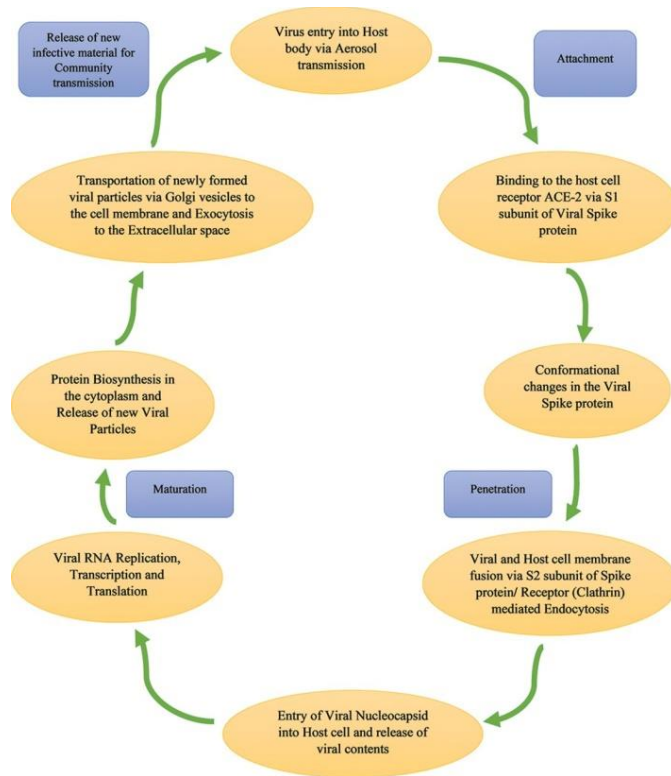 Release of new
infective material for
Community
transmission
Virus entry into Host
body via Aerosol
transmission
Attachment
Binding to the host cell
receptor ACE-2 via S1
subunit of Viral Spike
protein
Conformational
changes in the Viral
Spike protein
Penetration
Viral and Host cell membrane
fusion via S2 subunit of Spike
protein/ Receptor (Clathrin)
mediated Endocytosis
Entry of Viral Nucleocapsid
into Host cell and release of
viral contents
Viral RNA Replication,
Transcription and
Translation
Maturation
Protein Biosynthesis in
the cytoplasm and
Release of new Viral
Particles
Transportation of newly formed
viral particles via Golgi vesicles to
the cell membrane and Exocytosis
to the Extracellular space